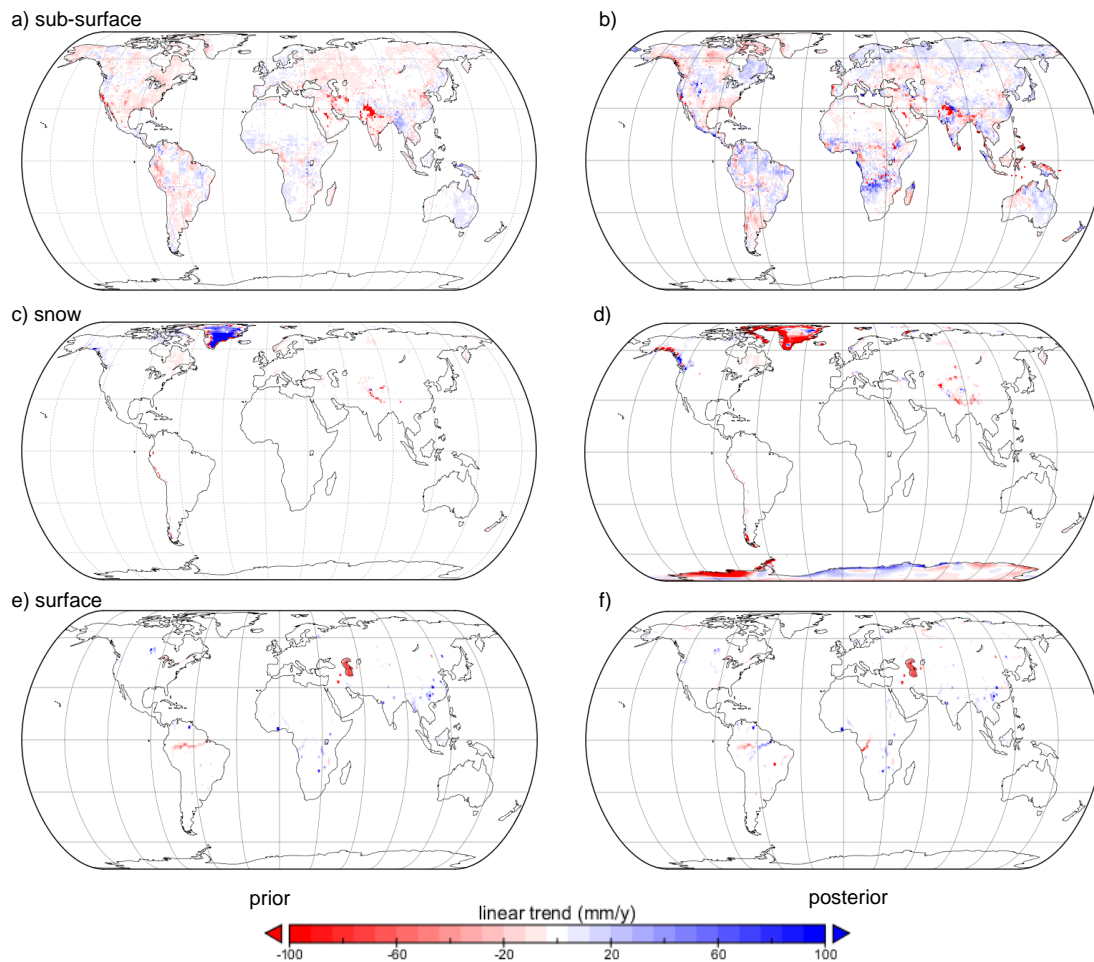 a) sub-surface
b)
c) snow
d)
e) surface
f)
prior
posterior
linear trend (mm/y)
-100 -60 -20 20 60 100